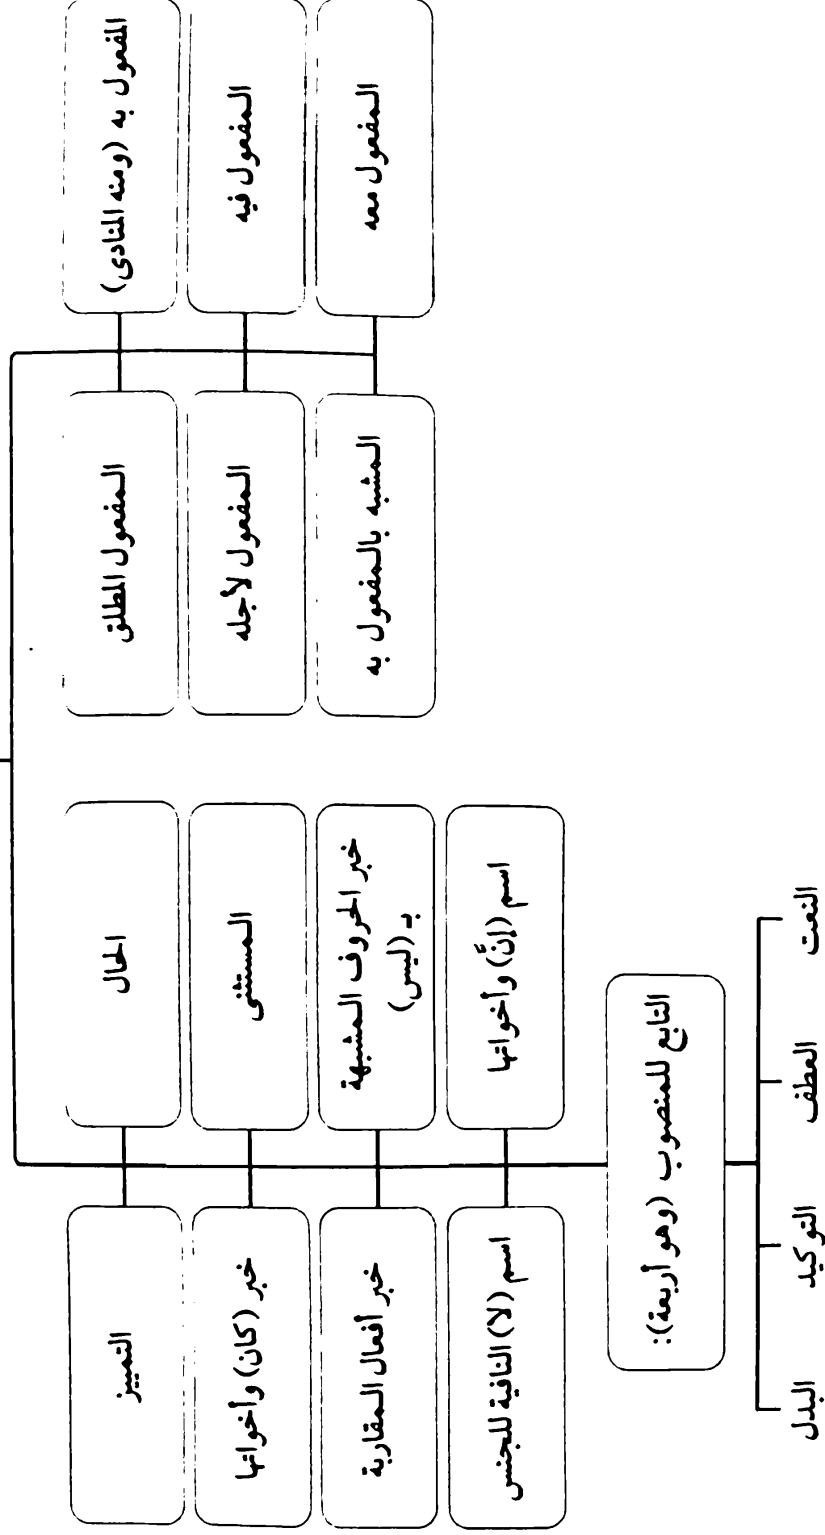 المفعول به (ومنه المنادى)
المفعول المطلق
المفعول فيه
المفعول لأجله
المفعول معه
المشبه بالمفعول به
الحال
التمييز
المستثنى
خبر (كان) وأخواتها
خبر الحروف المشبهة
بـ (ليس)
خبر أفعال المقاربة
اسم (إنَّ) وأخواتها
اسم (لا) النافية للجنس
التابع للمنصوب (وهو أربعة):
النعت
العطف
التوكيد
البدل